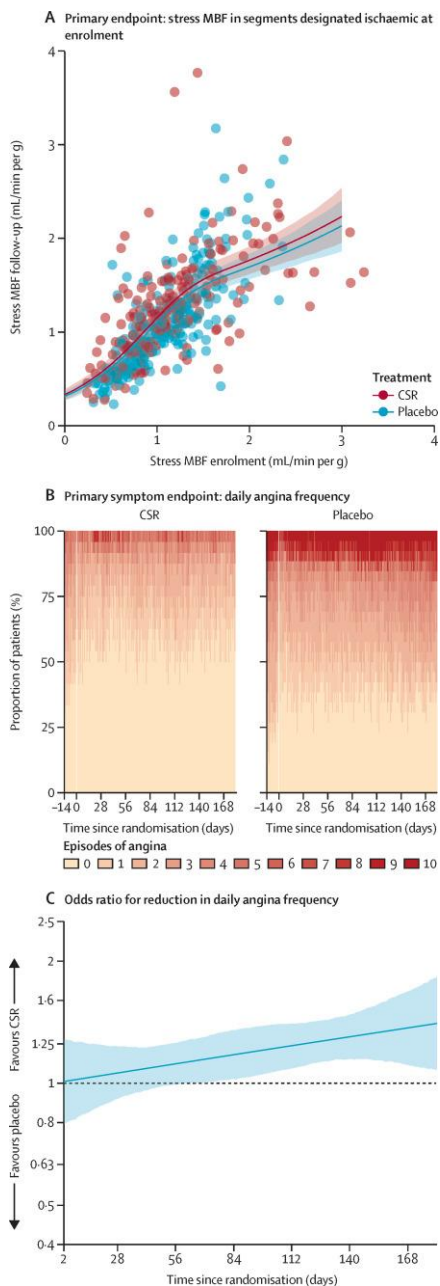 A Primary endpoint: stress MBF in segments designated ischaemic at
enrolment
4
3
2
1
0
Stress MBF follow-up (mL/min per g)
0 1 2 3 4
Stress MBF enrolment (mL/min per g)
Treatment
CSR
Placebo
B Primary symptom endpoint: daily angina frequency
CSR Placebo
100
75
50
25
0
Proportion of patients (%)
–14 0 28 56 84 112 140 168
–14 0 28 56 84 112 140 168
Time since randomisation (days) Time since randomisation (days)
Episodes of angina
0 1 2 3 4 5 6 7 8 9 10
C Odds ratio for reduction in daily angina frequency
2·5
2
1·6
1·25
1
0·8
0·63
0·5
0·4
Favours CSR
Favours placebo
2 28 56 84 112 140 168
Time since randomisation (days)